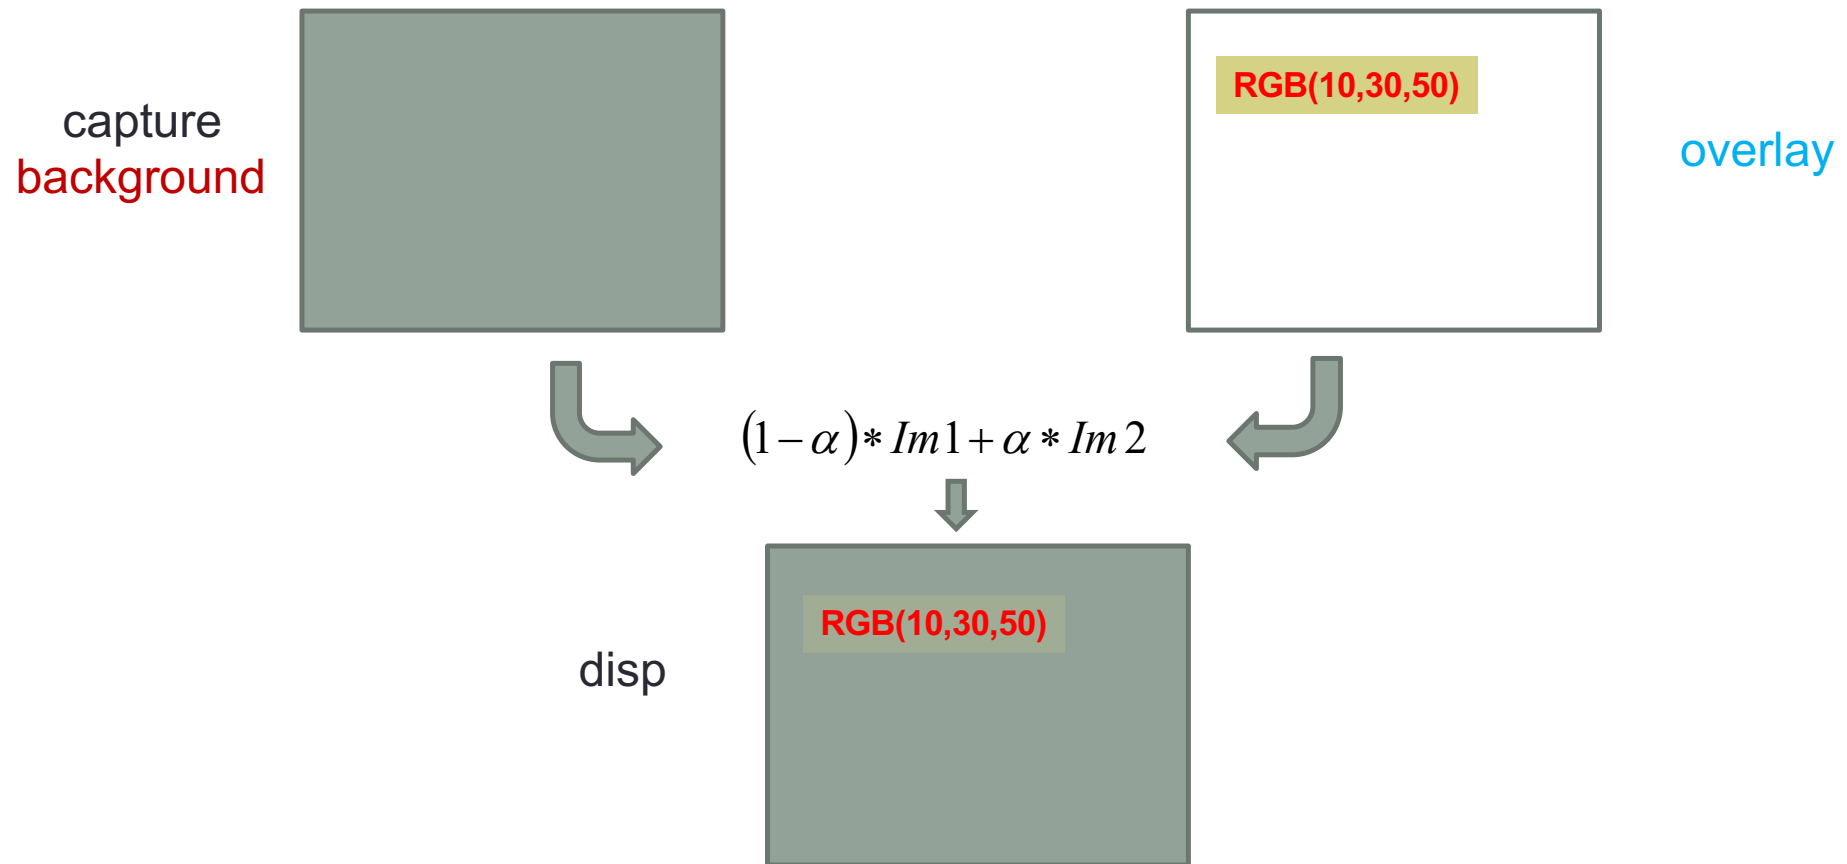 capture
background
RGB(10,30,50)
overlay
(1-α)* Im1+α * Im2
RGB(10,30,50)
disp